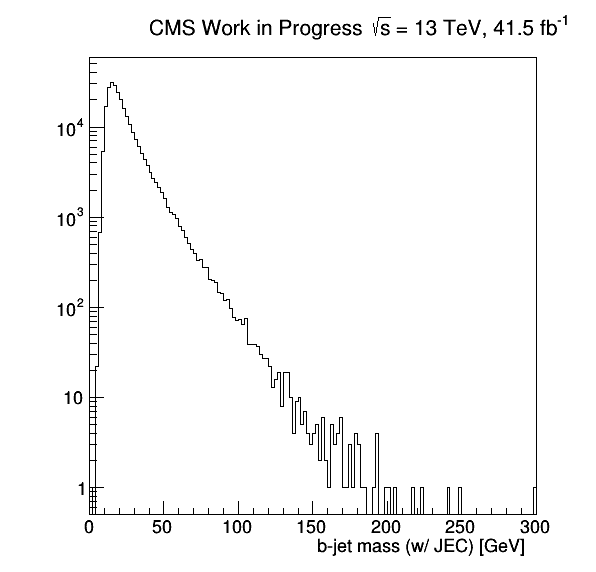 CMS Work in Progress √s = 13 TeV, 41.5 fb⁻¹
10⁴
10³
10²
10
1
0 50 100 150 200 250 300
b-jet mass (w/ JEC) [GeV]